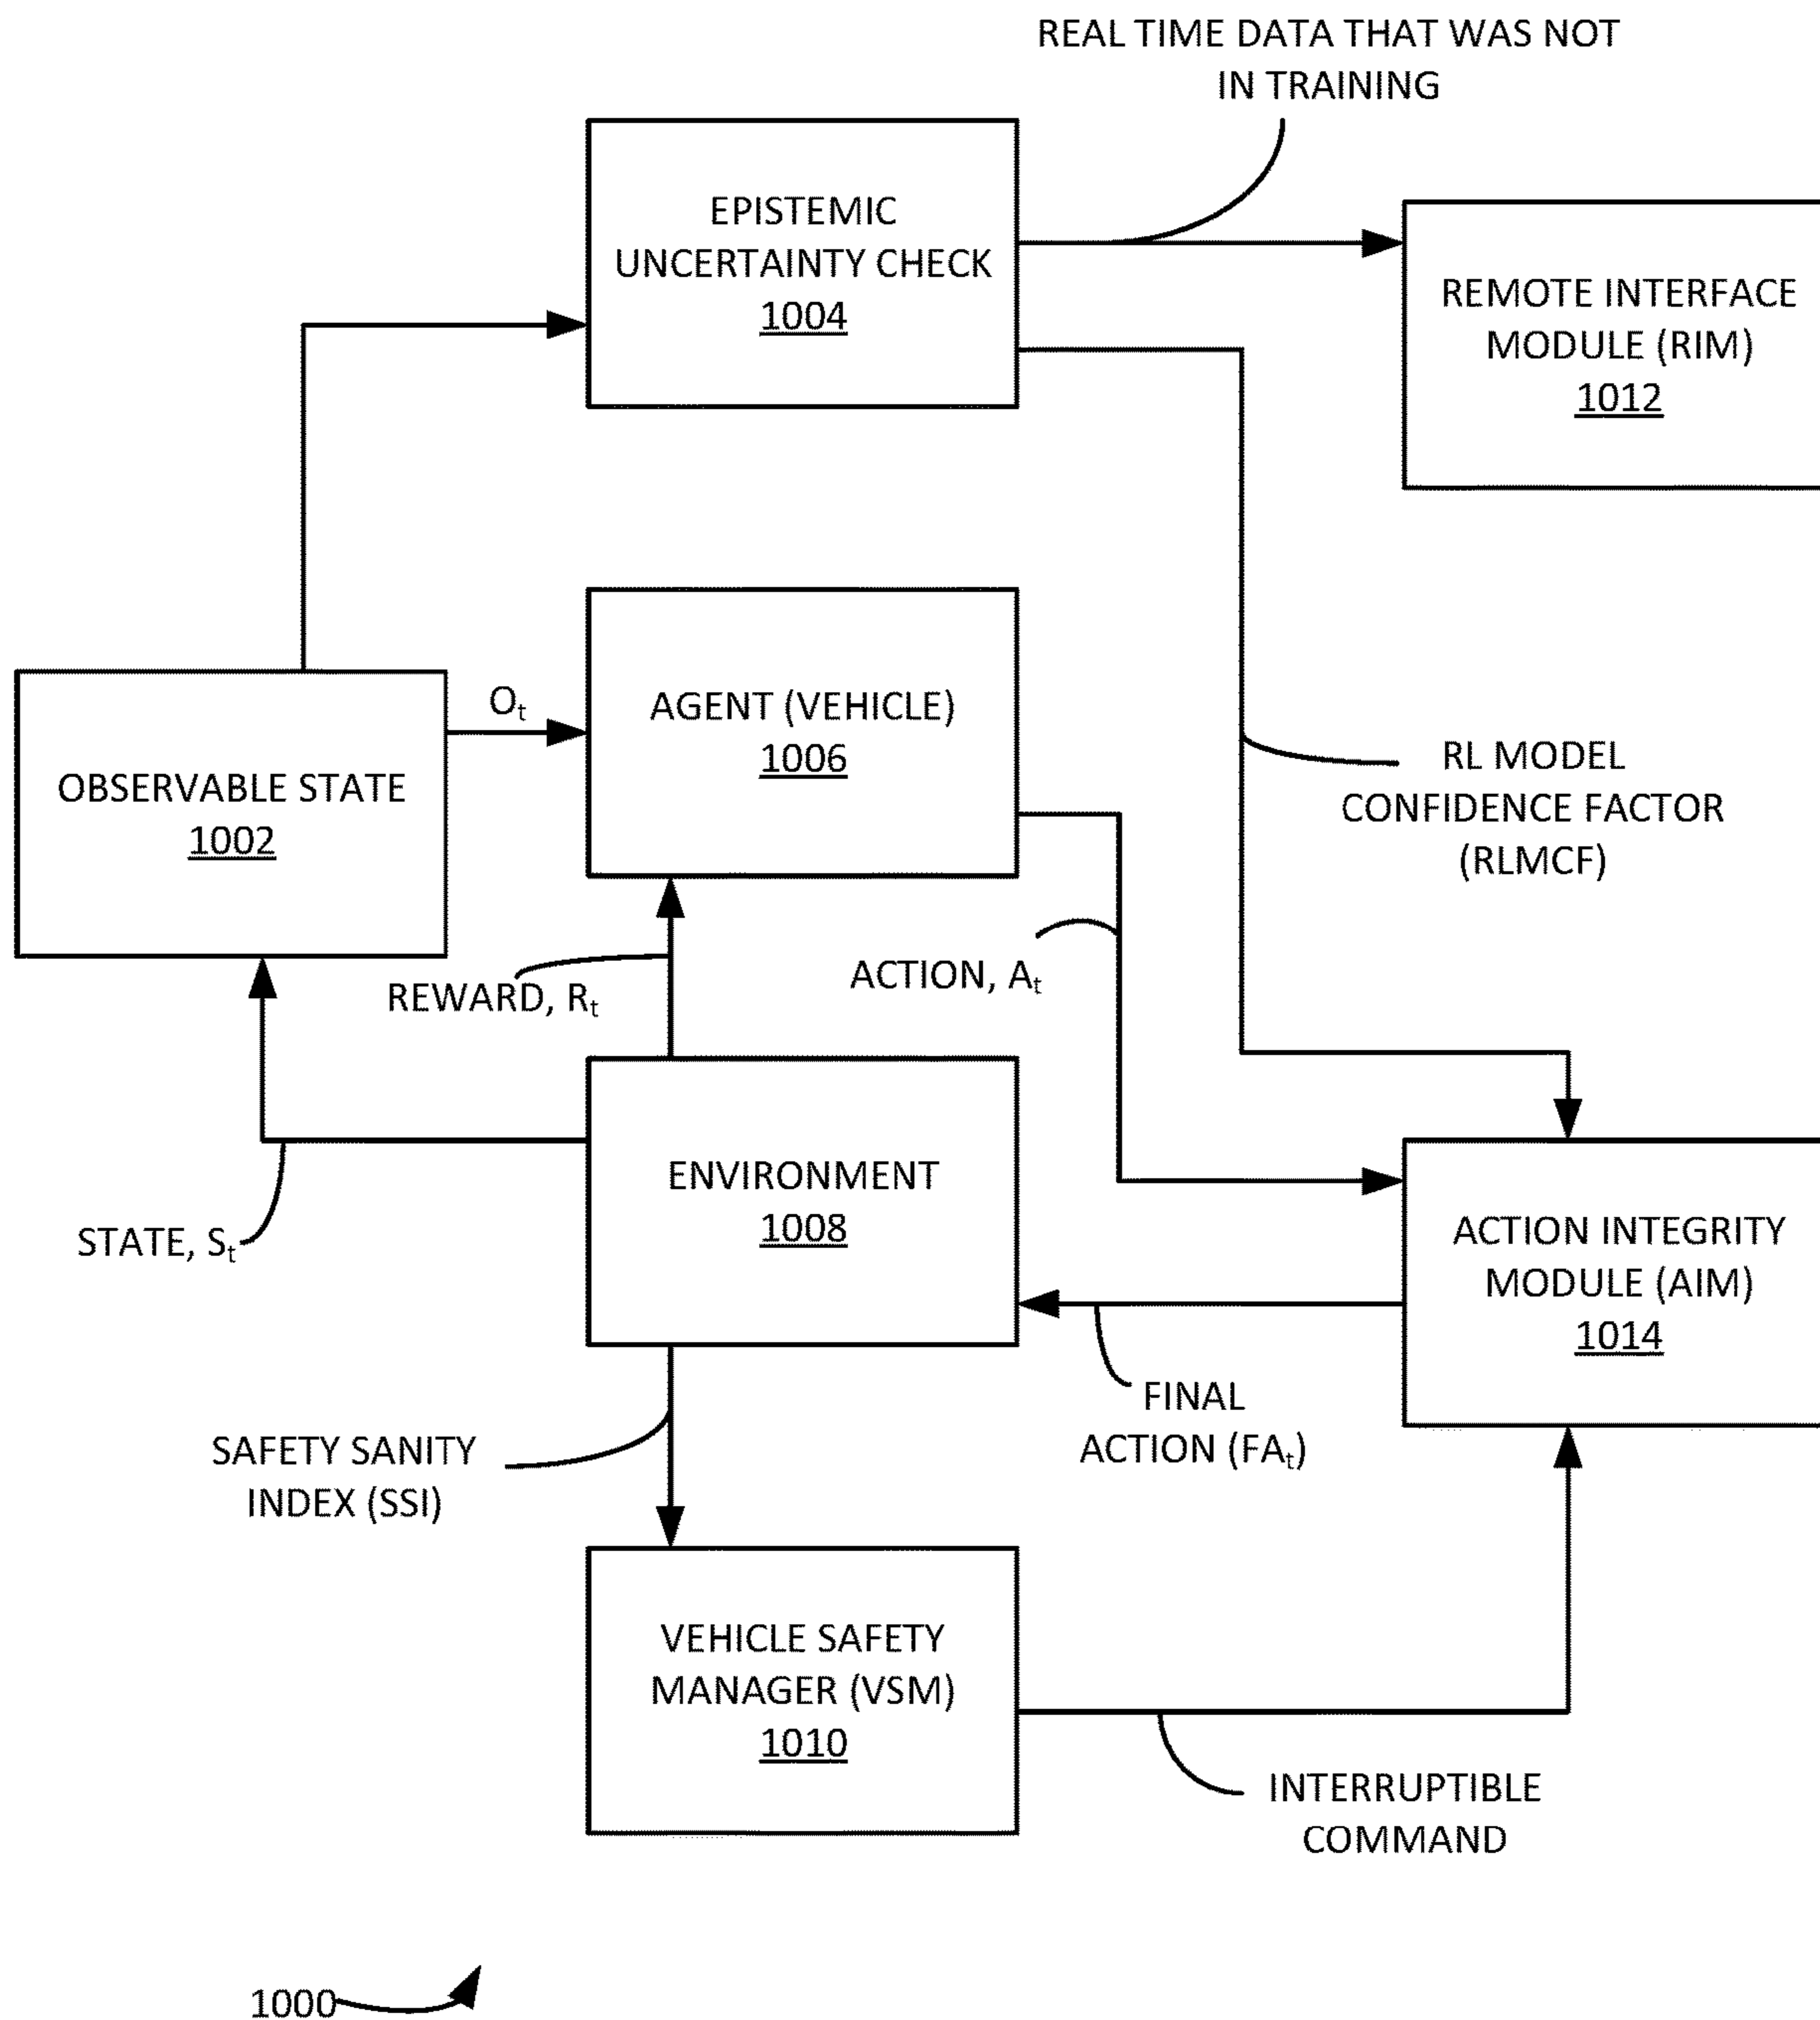 REAL TIME DATA THAT WAS NOT
IN TRAINING
EPISTEMIC
UNCERTAINTY CHECK
1004
REMOTE INTERFACE
MODULE (RIM)
1012
OBSERVABLE STATE
1002
Ot
AGENT (VEHICLE)
1006
RL MODEL
CONFIDENCE FACTOR
(RLMCF)
REWARD, Rt
ACTION, At
STATE, St
ENVIRONMENT
1008
ACTION INTEGRITY
MODULE (AIM)
1014
FINAL
ACTION (FAt)
SAFETY SANITY
INDEX (SSI)
VEHICLE SAFETY
MANAGER (VSM)
1010
INTERRUPTIBLE
COMMAND
1000